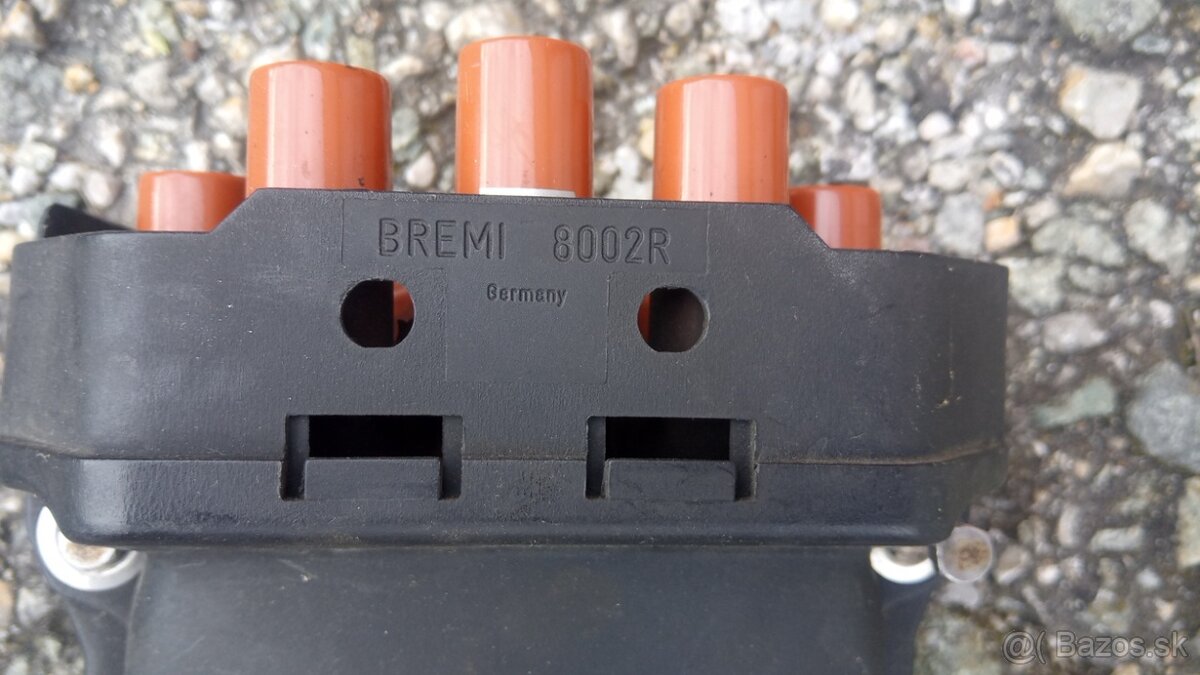 BREMI 8002R
Germany
@( Bazos.sk